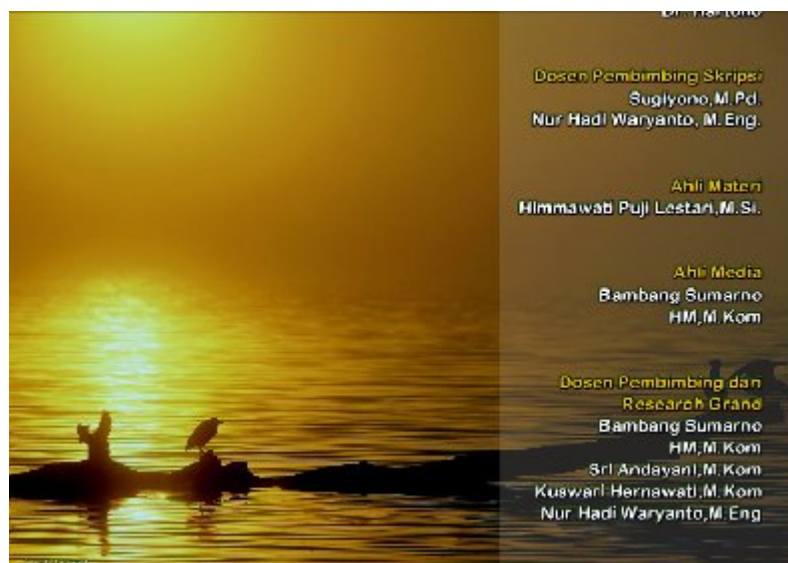 Dr. Hartono
Dosen Pembimbing Skripsi
Sugiyono,M.Pd.
Nur Hadi Waryanto, M.Eng.
Ahli Materi
Himmawati Puji Lestari,M.Si.
Ahli Media
Bambang Sumarno
HM,M.Kom
Dosen Pembimbing dan
Research Grand
Bambang Sumarno
HM,M.Kom
Sri Andayani,M.Kom
Kuswari Hernawati,M.Kom
Nur Hadi Waryanto,M.Eng